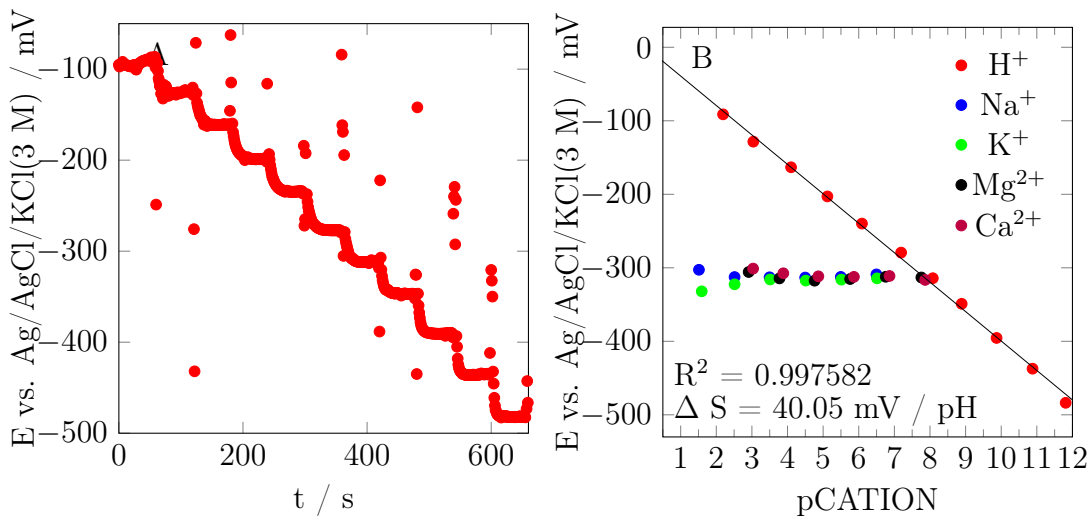 A
E vs. Ag/AgCl/KCl(3 M) / mV
−100
−200
−300
−400
−500
0
200
400
600
t / s
B
E vs. Ag/AgCl/KCl(3 M) / mV
0
−100
−200
−300
−400
−500
H⁺
Na⁺
K⁺
Mg²⁺
Ca²⁺
R² = 0.997582
Δ S = 40.05 mV / pH
1 2 3 4 5 6 7 8 9 10 11 12
pCATION